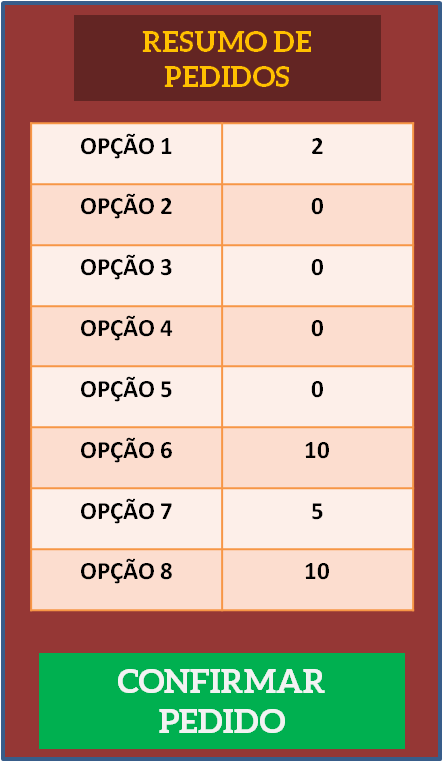 RESUMO DE
PEDIDOS
OPÇÃO 1 2
OPÇÃO 2 0
OPÇÃO 3 0
OPÇÃO 4 0
OPÇÃO 5 0
OPÇÃO 6 10
OPÇÃO 7 5
OPÇÃO 8 10
CONFIRMAR
PEDIDO